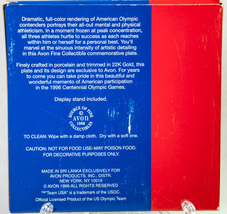 Dramatic, full-color rendering of American Olympic
contenders portrays their all-out mental and physical
athleticism. In a moment frozen at peak concentration,
all three athletes hurtle to success as each reaches
within him or herself for a personal best. You'll
marvel at the sinuous intensity of artistic detailing
in this Avon Fine Collectible commemorative plate.
Finely crafted in porcelain and trimmed in 22K Gold, this
plate and its design are exclusive to Avon. For years
to come you can take pride in this beautiful and
wonderful memento of American participation
in the 1996 Centennial Olympic Games.
Display stand included.
SOURCE OF FINE
AVON
1996
COLLECTIBLES
TO CLEAN: Wipe with a damp cloth. Dry with a soft one.
CAUTION: NOT FOR FOOD USE-MAY POISON FOOD.
FOR DECORATIVE PURPOSES ONLY.
MADE IN SRI LANKA EXCLUSIVELY FOR
AVON PRODUCTS, INC., DISTR.
NEW YORK, NY 10019
© AVON 1996-ALL RIGHTS RESERVED
™"Team USA" is a trademark of the USOC.
Official Licensed Product of the US Olympic Team